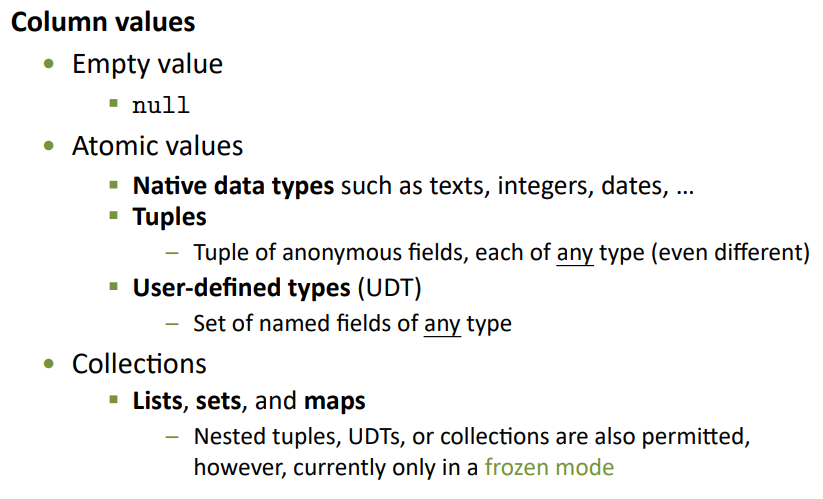 Column values
• Empty value
▪ null
• Atomic values
▪ Native data types such as texts, integers, dates, …
▪ Tuples
– Tuple of anonymous fields, each of any type (even different)
▪ User-defined types (UDT)
– Set of named fields of any type
• Collections
▪ Lists, sets, and maps
– Nested tuples, UDTs, or collections are also permitted,
however, currently only in a frozen mode